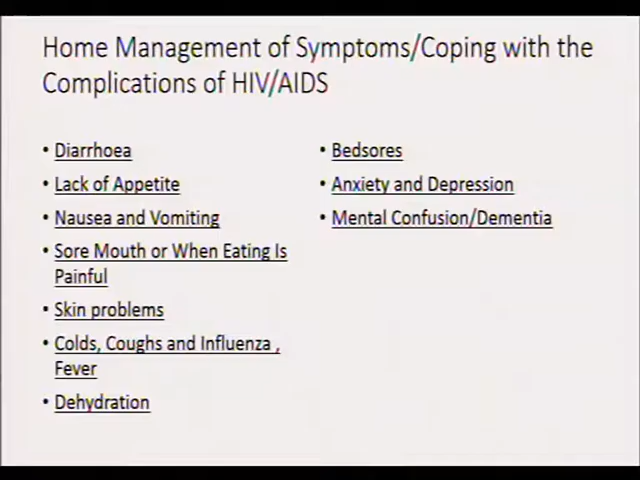 Home Management of Symptoms/Coping with the
Complications of HIV/AIDS
• Diarrhoea
• Lack of Appetite
• Nausea and Vomiting
• Sore Mouth or When Eating Is
Painful
• Skin problems
• Colds, Coughs and Influenza ,
Fever
• Dehydration
• Bedsores
• Anxiety and Depression
• Mental Confusion/Dementia